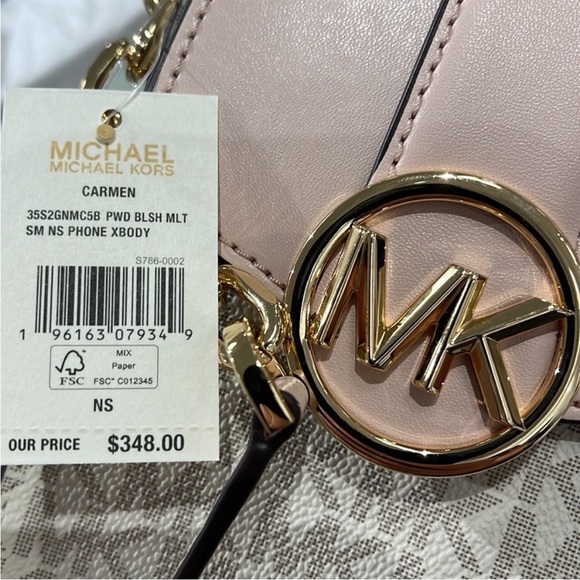 MICHAEL
MICHAEL KORS
CARMEN
35S2GNMC5B PWD BLSH MLT
SM NS PHONE XBODY
S786-0002
1 96163 07934 9
FSC
MIX
Paper
FSC™ C012345
NS
OUR PRICE $348.00
MK